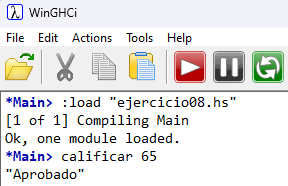 WinGHCi
File Edit Actions Tools Help
*Main> :load "ejercicio08.hs"
[1 of 1] Compiling Main
Ok, one module loaded.
*Main> calificar 65
"Aprobado"